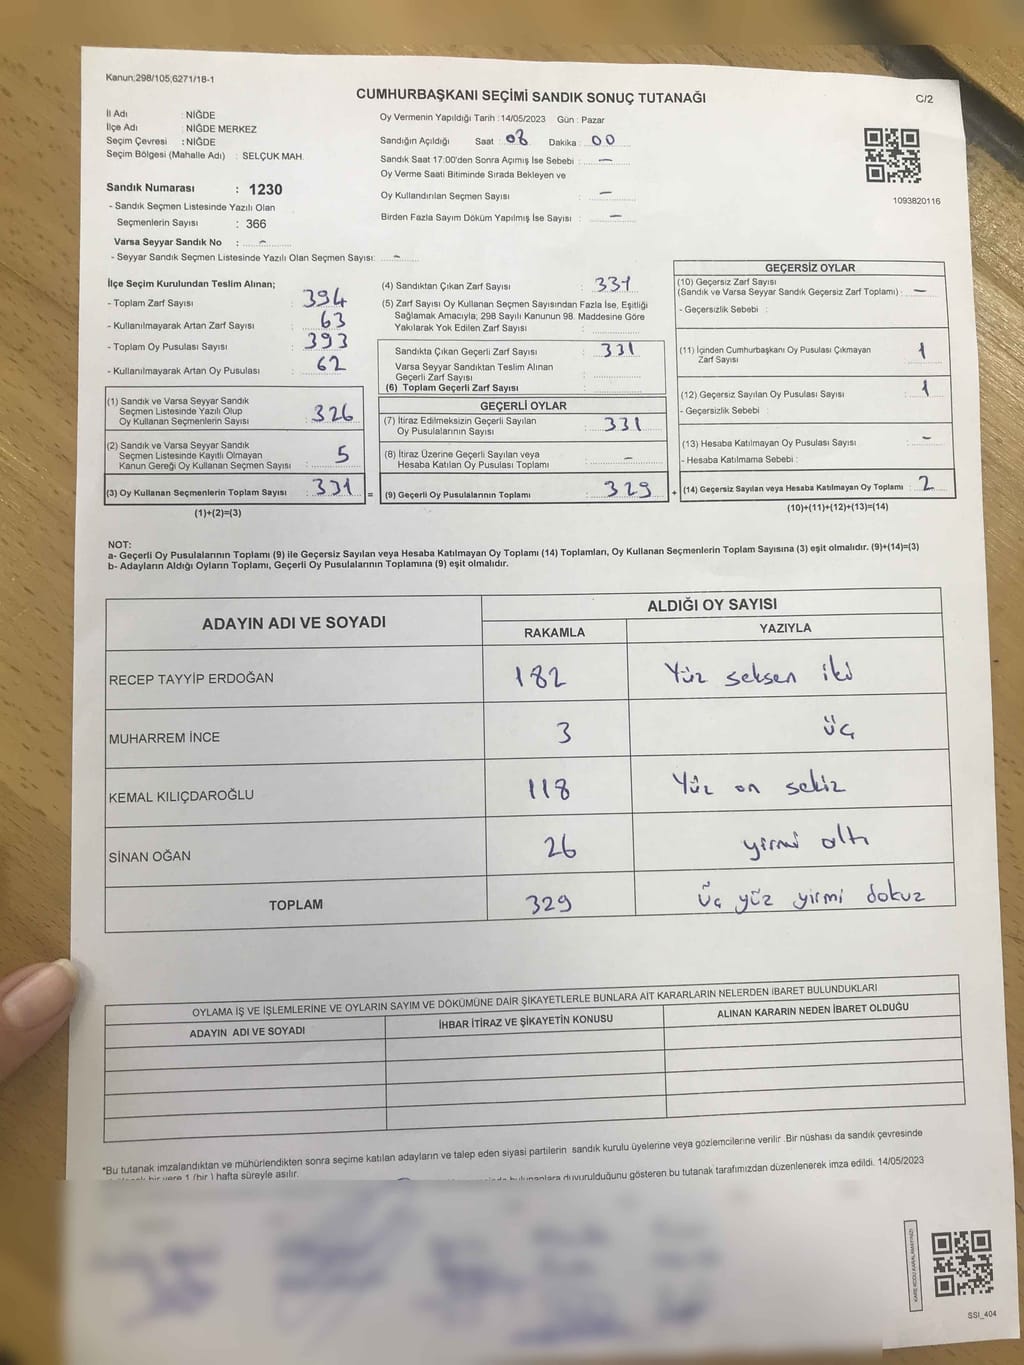 Kanun;298/105,6271/18-1
CUMHURBAŞKANI SEÇİMİ SANDIK SONUÇ TUTANAĞI
C/2
İl Adı : NİĞDE
İlçe Adı : NİĞDE MERKEZ
Seçim Çevresi : NİĞDE
Seçim Bölgesi (Mahalle Adı) : SELÇUK MAH.
Sandık Numarası : 1230
- Sandık Seçmen Listesinde Yazılı Olan
Seçmenlerin Sayısı : 366
Varsa Seyyar Sandık No : -
- Seyyar Sandık Seçmen Listesinde Yazılı Olan Seçmen Sayısı: -
Oy Vermenin Yapıldığı Tarih : 14/05/2023 Gün : Pazar
Sandığın Açıldığı Saat : 08 Dakika : 00
Sandık Saat 17:00'den Sonra Açımış İse Sebebi : -
Oy Verme Saati Bitiminde Sırada Bekleyen ve
Oy Kullandırılan Seçmen Sayısı : -
Birden Fazla Sayım Döküm Yapılmış İse Sayısı : -
1093820116
İlçe Seçim Kurulundan Teslim Alınan;
- Toplam Zarf Sayısı : 394
- Kullanılmayarak Artan Zarf Sayısı : 63
- Toplam Oy Pusulası Sayısı : 393
- Kullanılmayarak Artan Oy Pusulası : 62
(1) Sandık ve Varsa Seyyar Sandık
Seçmen Listesinde Yazılı Olup
Oy Kullanan Seçmenlerin Sayısı : 326
(2) Sandık ve Varsa Seyyar Sandık
Seçmen Listesinde Kayıtlı Olmayan
Kanun Gereği Oy Kullanan Seçmen Sayısı : 5
(3) Oy Kullanan Seçmenlerin Toplam Sayısı : 331 =
(1)+(2)=(3)
(4) Sandıktan Çıkan Zarf Sayısı : 331
(5) Zarf Sayısı Oy Kullanan Seçmen Sayısından Fazla İse, Eşitliği
Sağlamak Amacıyla; 298 Sayılı Kanunun 98. Maddesine Göre
Yakılarak Yok Edilen Zarf Sayısı :
Sandıkta Çıkan Geçerli Zarf Sayısı : 331
Varsa Seyyar Sandıktan Teslim Alınan
Geçerli Zarf Sayısı :
(6) Toplam Geçerli Zarf Sayısı :
GEÇERLİ OYLAR
(7) İtiraz Edilmeksizin Geçerli Sayılan
Oy Pusulalarının Sayısı : 331
(8) İtiraz Üzerine Geçerli Sayılan veya
Hesaba Katılan Oy Pusulası Toplamı : -
(9) Geçerli Oy Pusulalarının Toplamı : 329 +
GEÇERSİZ OYLAR
(10) Geçersiz Zarf Sayısı
(Sandık ve Varsa Seyyar Sandık Geçersiz Zarf Toplamı) : -
- Geçersizlik Sebebi :
(11) İçinden Cumhurbaşkanı Oy Pusulası Çıkmayan
Zarf Sayısı : 1
(12) Geçersiz Sayılan Oy Pusulası Sayısı : 1
- Geçersizlik Sebebi :
(13) Hesaba Katılmayan Oy Pusulası Sayısı : -
- Hesaba Katılmama Sebebi :
(14) Geçersiz Sayılan veya Hesaba Katılmayan Oy Toplamı : 2
(10)+(11)+(12)+(13)=(14)
NOT:
a- Geçerli Oy Pusulalarının Toplamı (9) ile Geçersiz Sayılan veya Hesaba Katılmayan Oy Toplamı (14) Toplamları, Oy Kullanan Seçmenlerin Toplam Sayısına (3) eşit olmalıdır. (9)+(14)=(3)
b- Adayların Aldığı Oyların Toplamı, Geçerli Oy Pusulalarının Toplamına (9) eşit olmalıdır.
ADAYIN ADI VE SOYADI
ALDIĞI OY SAYISI
RAKAMLA YAZIYLA
RECEP TAYYİP ERDOĞAN 182 Yüz seksen iki
MUHARREM İNCE 3 üç
KEMAL KILIÇDAROĞLU 118 Yüz on sekiz
SİNAN OĞAN 26 yirmi altı
TOPLAM 329 Üç yüz yirmi dokuz
OYLAMA İŞ VE İŞLEMLERİNE VE OYLARIN SAYIM VE DÖKÜMÜNE DAİR ŞİKAYETLERLE BUNLARA AİT KARARLARIN NELERDEN İBARET BULUNDUKLARI
ADAYIN ADI VE SOYADI İHBAR İTİRAZ VE ŞİKAYETİN KONUSU ALINAN KARARIN NEDEN İBARET OLDUĞU
*Bu tutanak imzalandıktan ve mühürlendikten sonra seçime katılan adayların ve talep eden siyasi partilerin sandık kurulu üyelerine veya gözlemcilerine verilir .Bir nüshası da sandık çevresinde
bir yere 1 (bir ) hafta süreyle asılır.
bulunanlara duyurulduğunu gösteren bu tutanak tarafımızdan düzenlenerek imza edildi. 14/05/2023
KARE KODU KARALAMAYINIZ!
SSI_404